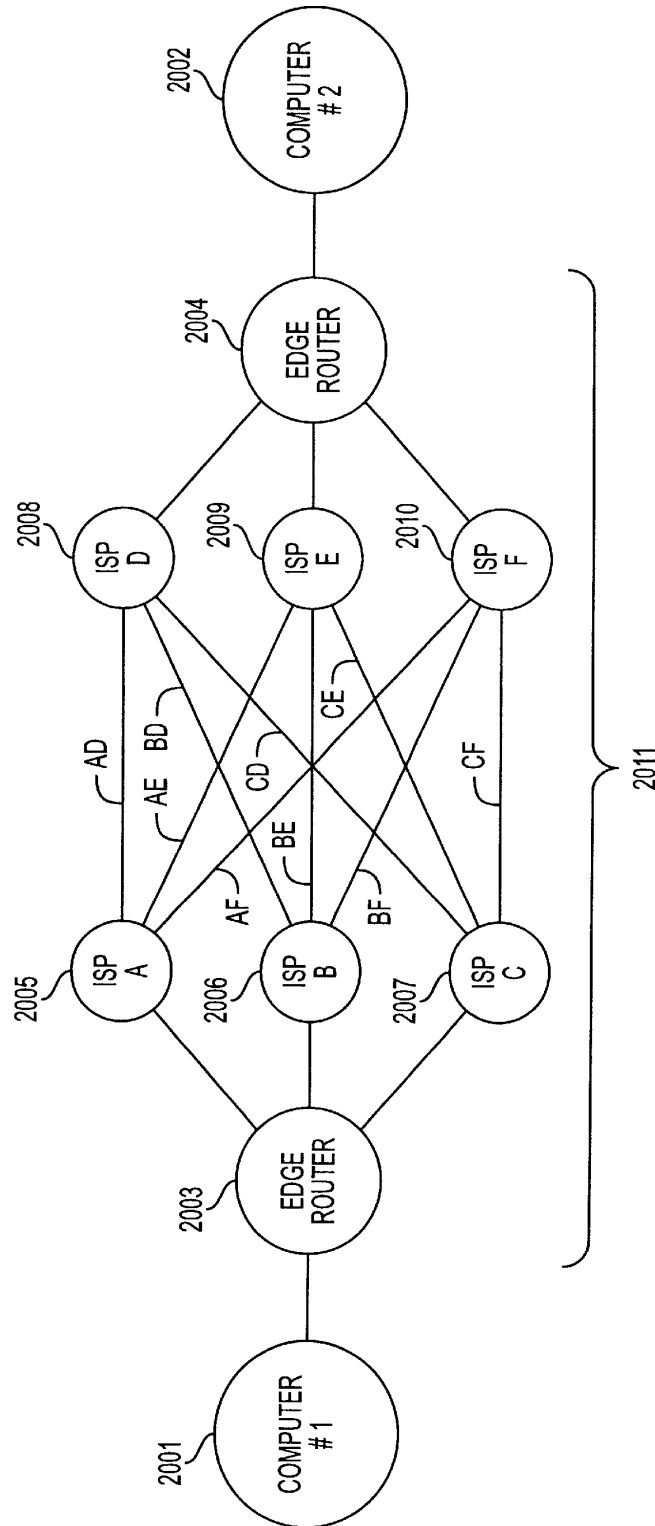 2001
COMPUTER
# 1
2003
EDGE
ROUTER
2005
ISP
A
2006
ISP
B
2007
ISP
C
AD
BD
AE
CD
AF
BE
CE
BF
CF
2008
ISP
D
2009
ISP
E
2010
ISP
F
2004
EDGE
ROUTER
2002
COMPUTER
# 2
2011